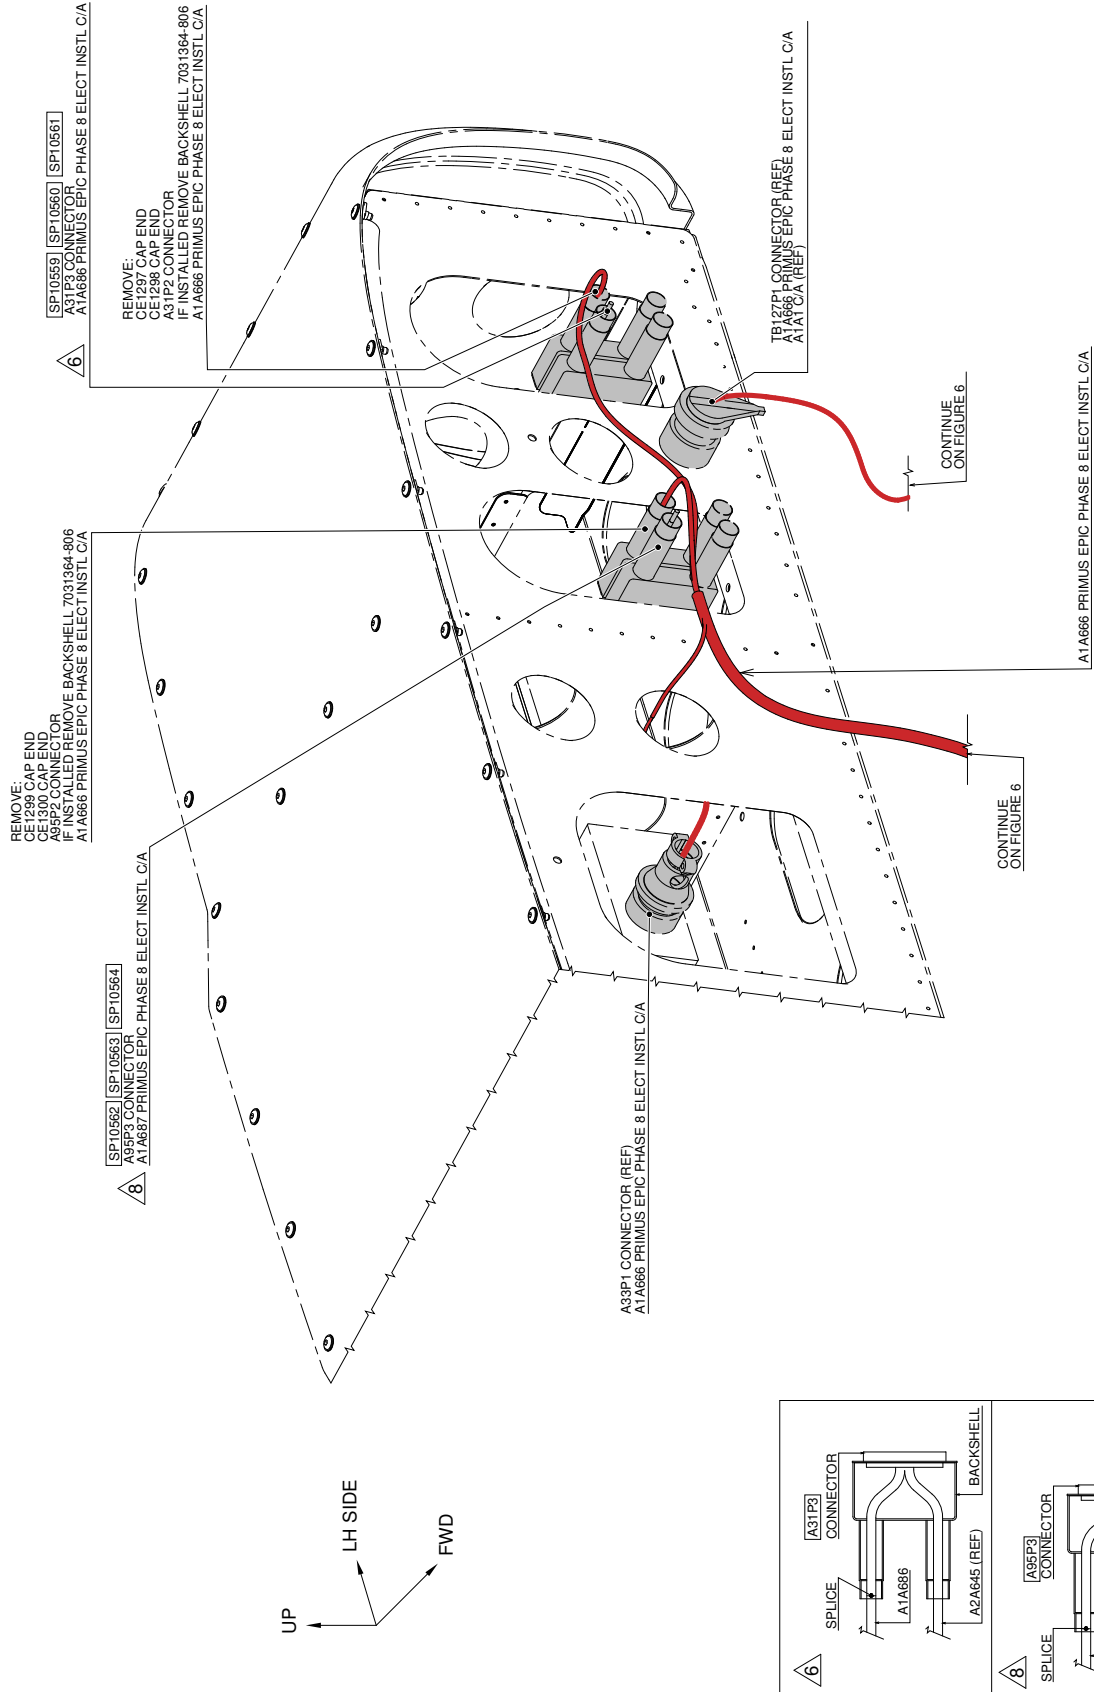 SP10559 SP10560 SP10561
A31P3 CONNECTOR
A1A686 PRIMUS EPIC PHASE 8 ELECT INSTL C/A
6
REMOVE:
CE1297 CAP END
CE1298 CAP END
A31P2 CONNECTOR
IF INSTALLED REMOVE BACKSHELL 7031364-806
A1A666 PRIMUS EPIC PHASE 8 ELECT INSTL C/A
TB127P1 CONNECTOR (REF)
A1A666 PRIMUS EPIC PHASE 8 ELECT INSTL C/A
A1A1 C/A (REF)
CONTINUE
ON FIGURE 6
A1A666 PRIMUS EPIC PHASE 8 ELECT INSTL C/A
REMOVE:
CE1299 CAP END
CE1300 CAP END
A95P2 CONNECTOR
IF INSTALLED REMOVE BACKSHELL 7031364-806
A1A666 PRIMUS EPIC PHASE 8 ELECT INSTL C/A
SP10562 SP10563 SP10564
A95P3 CONNECTOR
A1A687 PRIMUS EPIC PHASE 8 ELECT INSTL C/A
8
CONTINUE
ON FIGURE 6
A33P1 CONNECTOR (REF)
A1A666 PRIMUS EPIC PHASE 8 ELECT INSTL C/A
UP
LH SIDE
FWD
6
SPLICE
A31P3
CONNECTOR
A1A686
A2A645 (REF)
BACKSHELL
8
SPLICE
A95P3
CONNECTOR